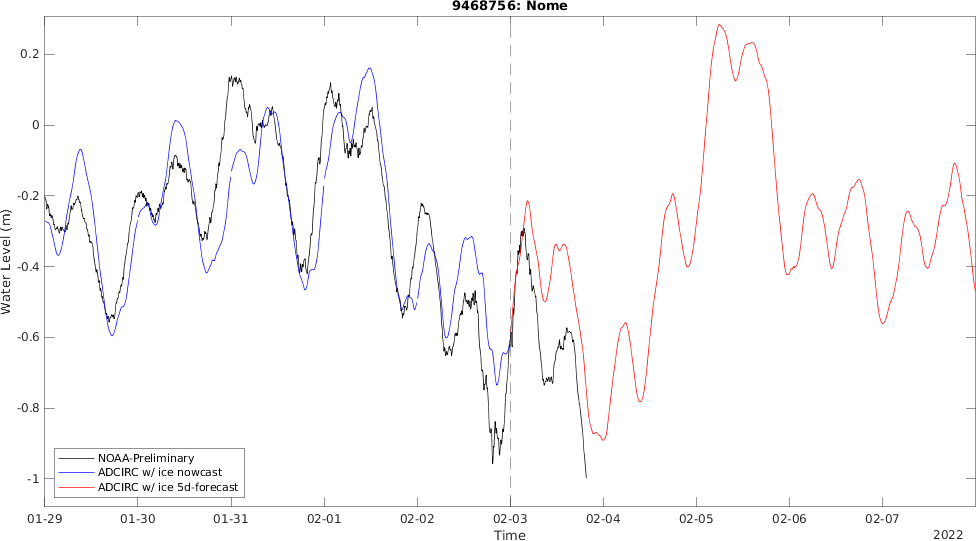 9468756: Nome
0.2
0
-0.2
-0.4
-0.6
-0.8
-1
Water Level (m)
NOAA-Preliminary
ADCIRC w/ ice nowcast
ADCIRC w/ ice 5d-forecast
01-29 01-30 01-31 02-01 02-02 02-03 02-04 02-05 02-06 02-07
Time
2022